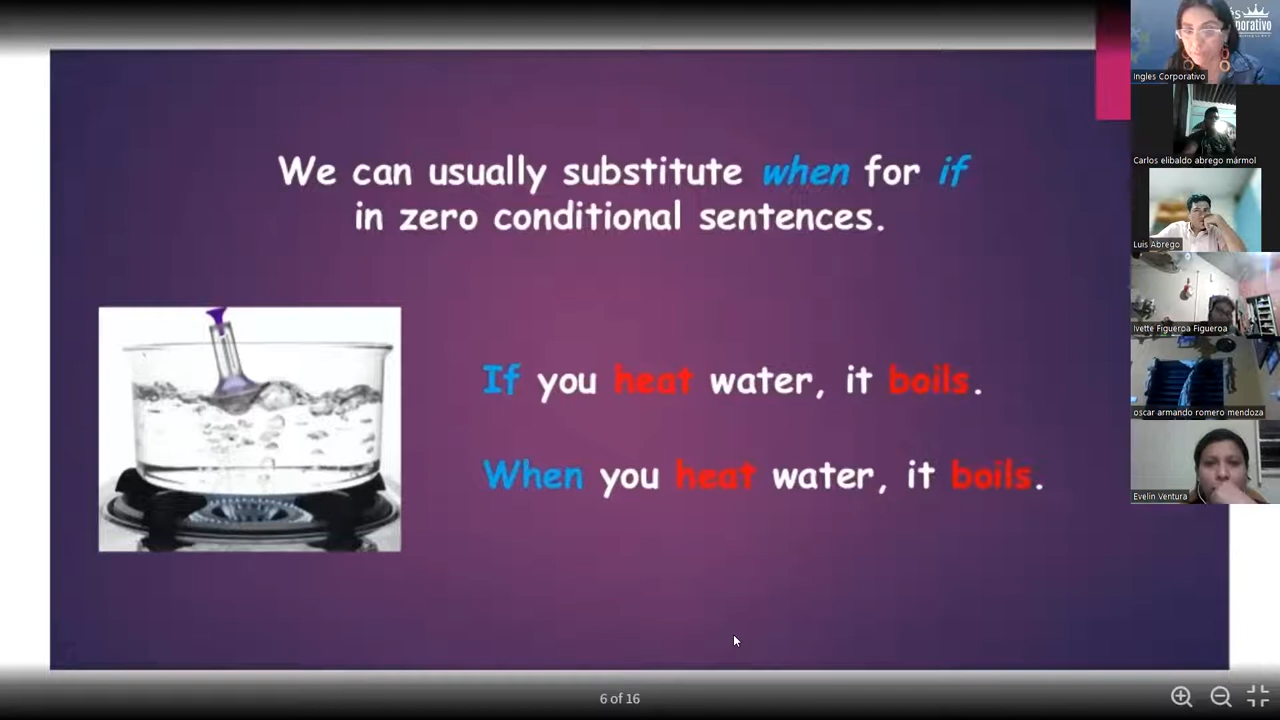 We can usually substitute when for if
in zero conditional sentences.
If you heat water, it boils.
When you heat water, it boils.
6 of 16
Ingles Corporativo
Carlos elibaldo abrego mármol
Luis Abrego
Ivette Figueroa Figueroa
oscar armando romero mendoza
Evelin Ventura